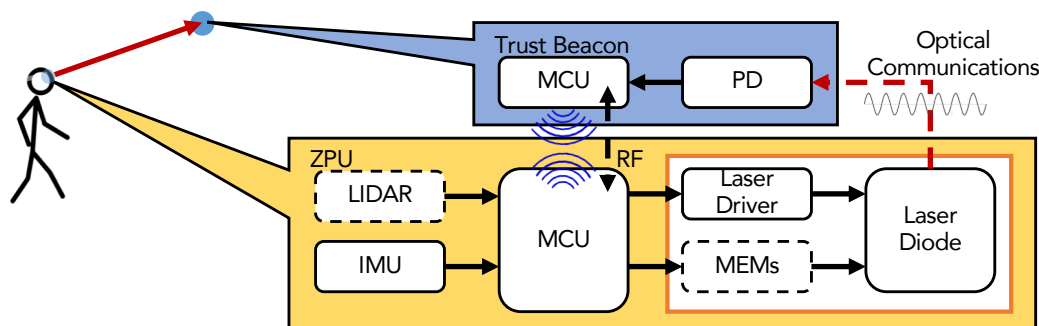 Optical
Communications
Trust Beacon
MCU
PD
ZPU
RF
LIDAR
IMU
MCU
Laser
Driver
MEMs
Laser
Diode